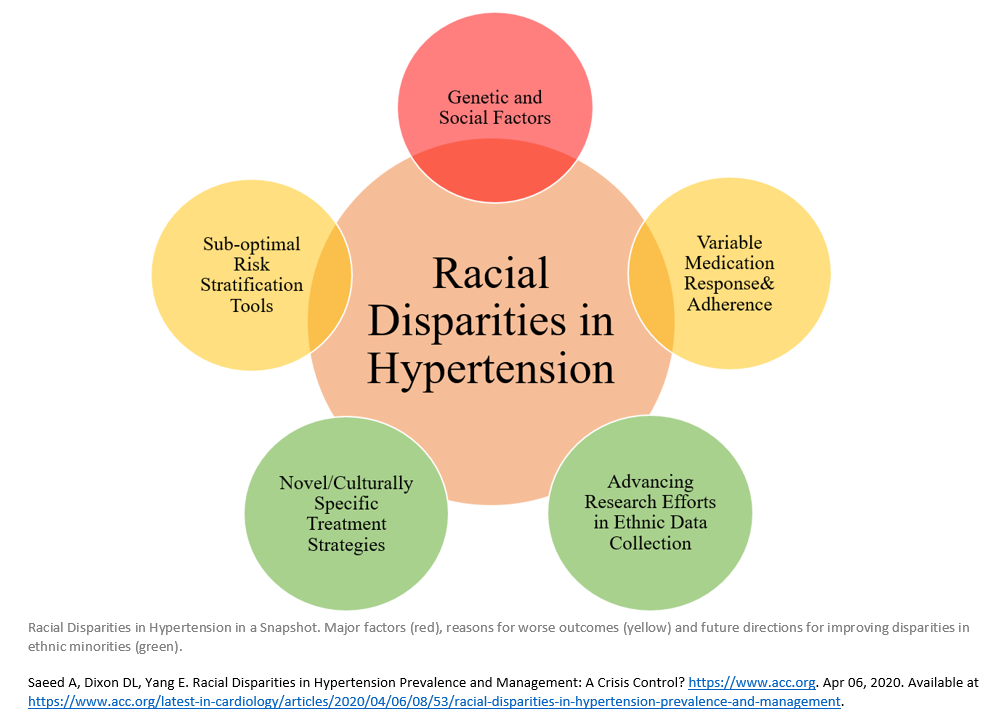 Genetic and
Social Factors
Sub-optimal
Risk
Stratification
Tools
Variable
Medication
Response&
Adherence
Racial
Disparities in
Hypertension
Novel/Culturally
Specific
Treatment
Strategies
Advancing
Research Efforts
in Ethnic Data
Collection
Racial Disparities in Hypertension in a Snapshot. Major factors (red), reasons for worse outcomes (yellow) and future directions for improving disparities in
ethnic minorities (green).
Saeed A, Dixon DL, Yang E. Racial Disparities in Hypertension Prevalence and Management: A Crisis Control? https://www.acc.org. Apr 06, 2020. Available at
https://www.acc.org/latest-in-cardiology/articles/2020/04/06/08/53/racial-disparities-in-hypertension-prevalence-and-management.